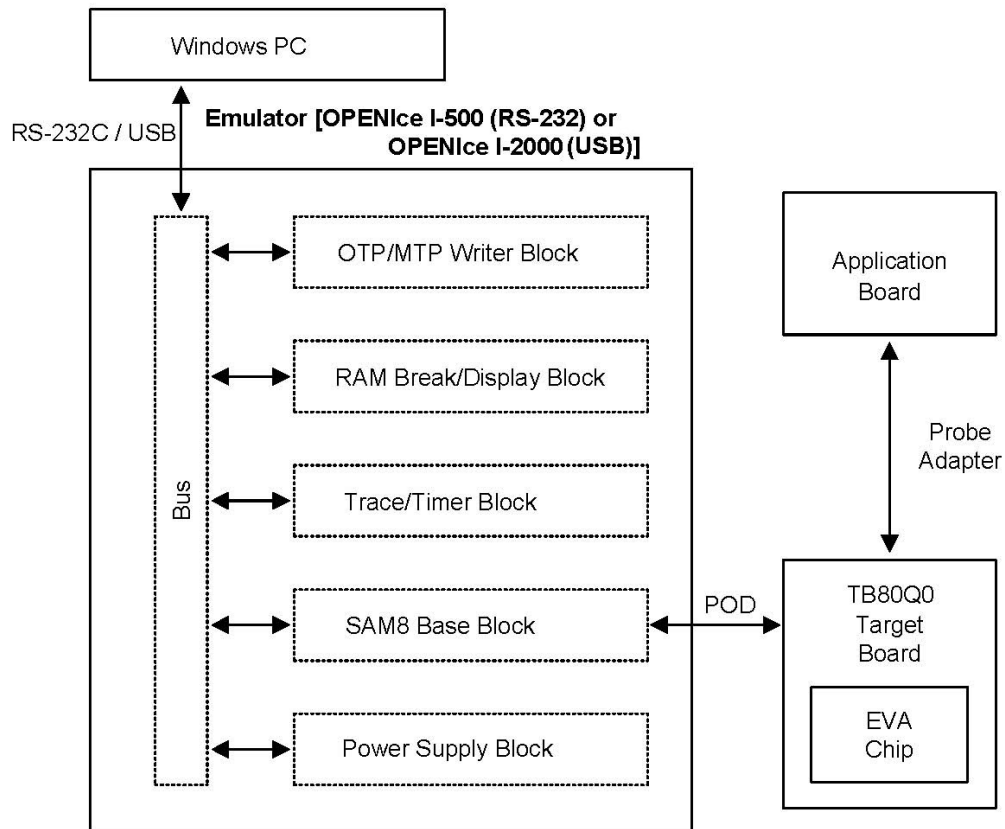 Windows PC
RS-232C / USB
Emulator [OPENIce I-500 (RS-232) or
OPENIce I-2000 (USB)]
Bus
OTP/MTP Writer Block
RAM Break/Display Block
Trace/Timer Block
SAM8 Base Block
Power Supply Block
POD
Application
Board
Probe
Adapter
TB80Q0
Target
Board
EVA
Chip